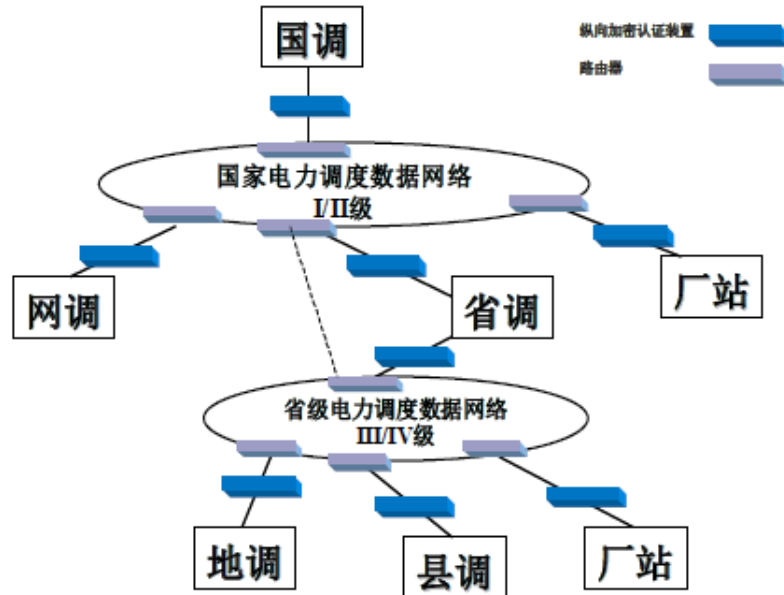 国调
纵向加密认证装置
路由器
国家电力调度数据网络
I/II级
网调
省调
厂站
省级电力调度数据网络
III/IV级
地调
县调
厂站